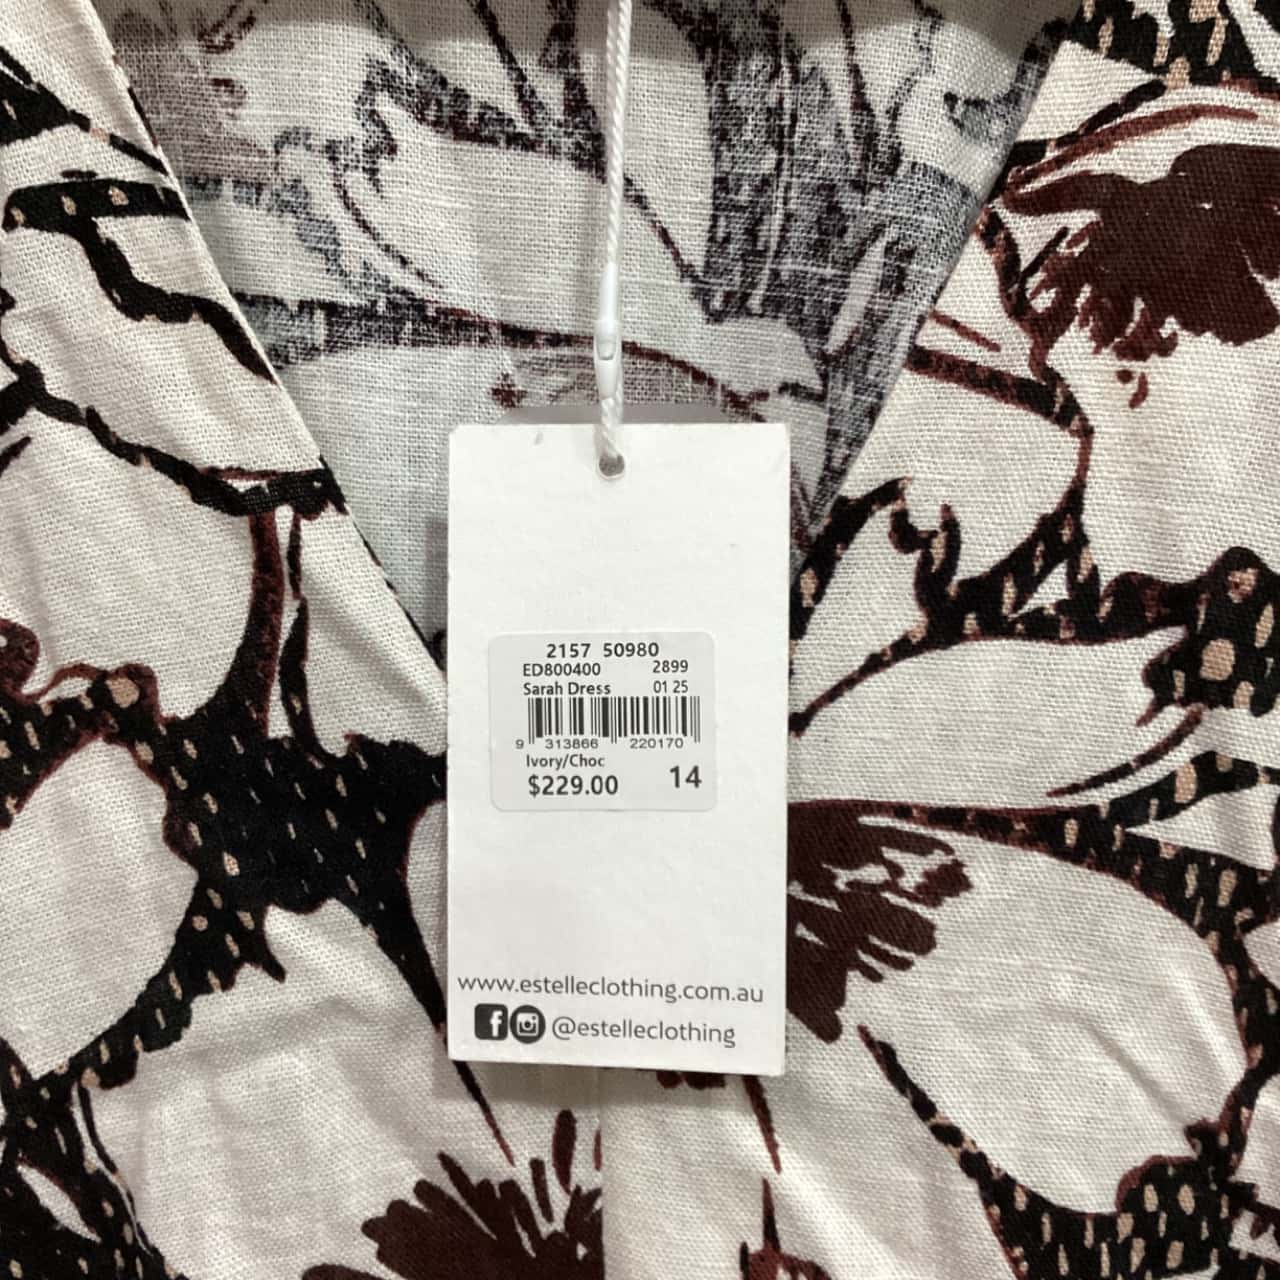 2157 50980
ED800400 2899
Sarah Dress 01 25
9 313866 220170
Ivory/Choc
$229.00 14
www.estelleclothing.com.au
@estelleclothing